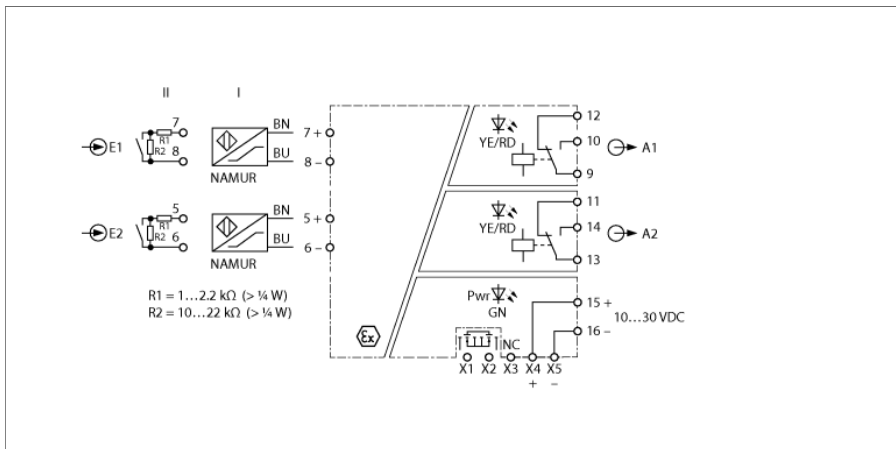 II I
12
E1 7 R1 R2 8 BN 7 + YE/RD 10 A1
BU 8 – 9
NAMUR
11
E2 5 R1 R2 6 BN 5 + YE/RD 14 A2
BU 6 – 13
NAMUR
R1 = 1...2.2 kΩ (> ¼ W)
R2 = 10...22 kΩ (> ¼ W)
Pwr GN
15 +
10...30 VDC
16 –
Ex
NC
X1 X2 X3 X4 X5
+ –